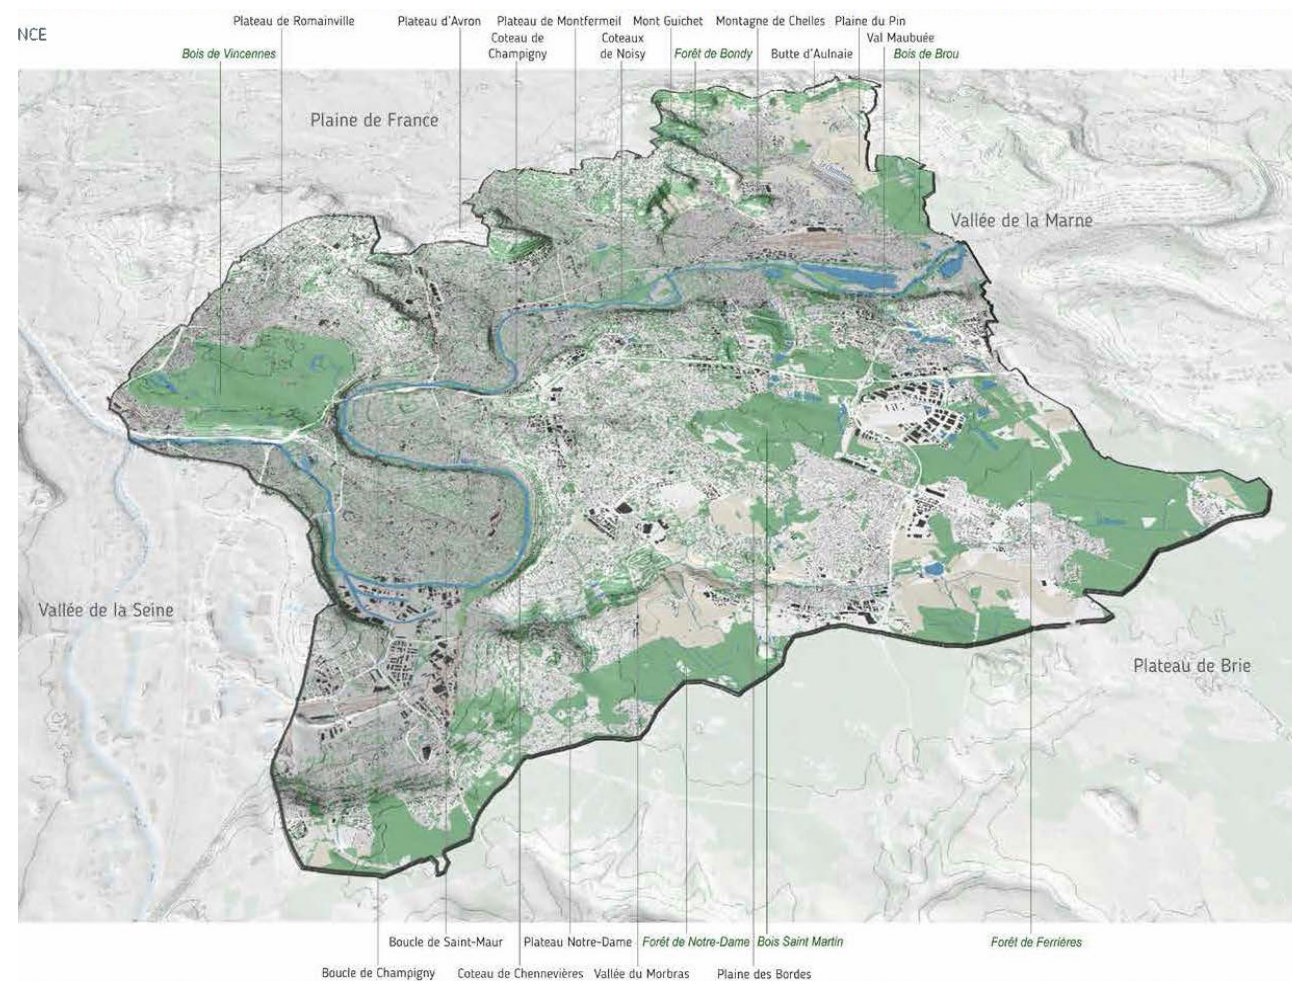 NCE
Plateau de Romainville
Plateau d'Avron
Plateau de Montfermeil
Mont Guichet
Montagne de Chelles
Plaine du Pin
Bois de Vincennes
Coteau de
Champigny
Coteaux
de Noisy
Forêt de Bondy
Butte d'Aulnaie
Val Maubuée
Bois de Brou
Plaine de France
Vallée de la Marne
Vallée de la Seine
Plateau de Brie
Boucle de Saint-Maur
Plateau Notre-Dame
Forêt de Notre-Dame
Bois Saint Martin
Forêt de Ferrières
Boucle de Champigny
Coteau de Chennevières
Vallée du Morbras
Plaine des Bordes